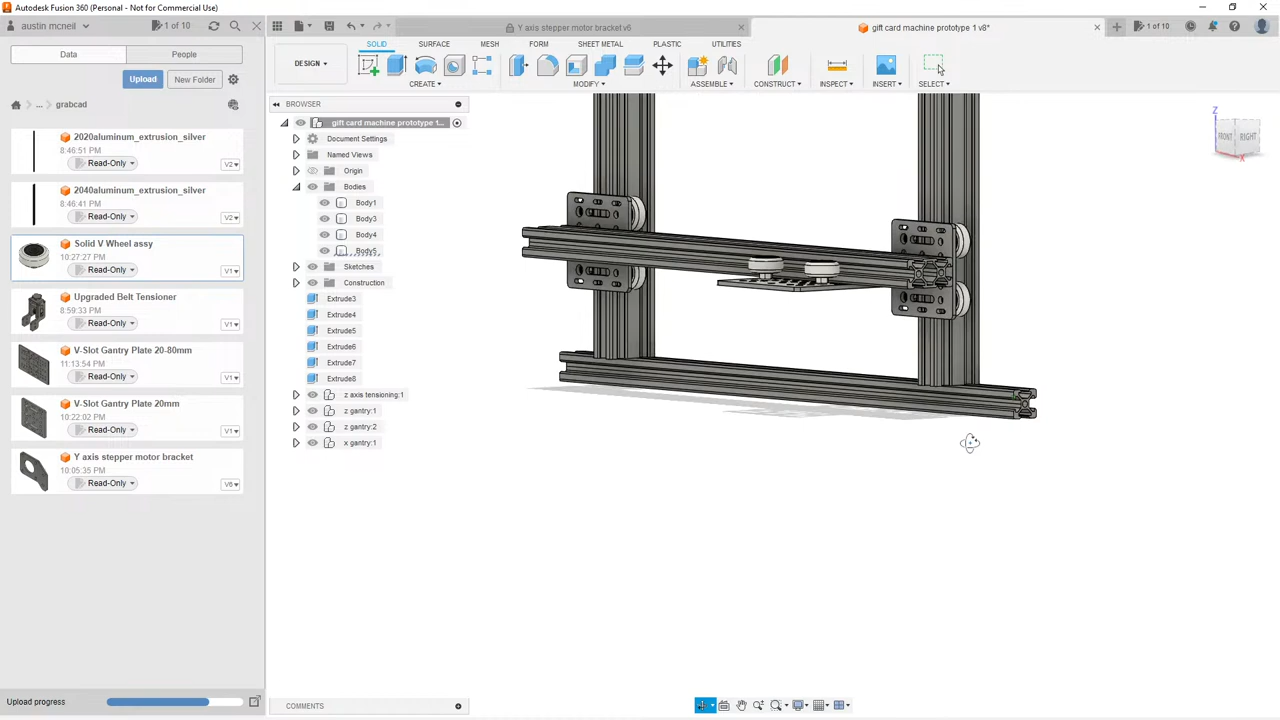 Autodesk Fusion 360 (Personal - Not for Commercial Use)
austin mcneil
1 of 10
Y axis stepper motor bracket v6
gift card machine prototype 1 v8*
1 of 10
Data
People
SOLID
SURFACE
MESH
FORM
SHEET METAL
PLASTIC
UTILITIES
DESIGN
Upload
New Folder
CREATE
MODIFY
ASSEMBLE
CONSTRUCT
INSPECT
INSERT
SELECT
... grabcad
BROWSER
gift card machine prototype 1...
Document Settings
Named Views
Origin
Bodies
Body1
Body3
Body4
Body5
Sketches
Construction
Extrude3
Extrude4
Extrude5
Extrude6
Extrude7
Extrude8
z axis tensioning:1
z gantry:1
z gantry:2
x gantry:1
2020aluminum_extrusion_silver
8:46:51 PM
Read-Only
V2
2040aluminum_extrusion_silver
8:46:41 PM
Read-Only
V2
Solid V Wheel assy
10:27:27 PM
Read-Only
V1
Upgraded Belt Tensioner
8:59:33 PM
Read-Only
V1
V-Slot Gantry Plate 20-80mm
11:13:54 PM
Read-Only
V1
V-Slot Gantry Plate 20mm
10:22:02 PM
Read-Only
V1
Y axis stepper motor bracket
10:05:35 PM
Read-Only
V6
Z
FRONT
RIGHT
X
Upload progress
COMMENTS